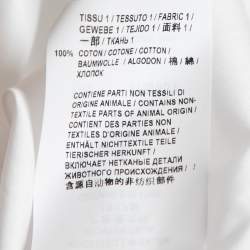 TISSU 1 / TESSUTO 1 / FABRIC 1 /
GEWEBE 1 / TEJIDO 1 / 面料 1 /
一部 / ТКАНЬ 1
100% COTON / COTONE / COTTON /
BAUMWOLLE / ALGODON / 棉 / 綿 /
ХЛОПОК
CONTIENE PARTI NON TESSILI DI
ORIGINE ANIMALE / CONTAINS NON-
TEXTILE PARTS OF ANIMAL ORIGIN /
CONTIENT DES PARTIES NON
TEXTILES D'ORIGINE ANIMALE /
ENTHÄLT NICHTTEXTILE TEILE
TIERISCHER HERKUNFT /
ВКЛЮЧАЕТ НЕТКАНЫЕ ДЕТАЛИ
ЖИВОТНОГО ПРОИСХОЖДЕНИЯ /
含源自动物的非纺织部件